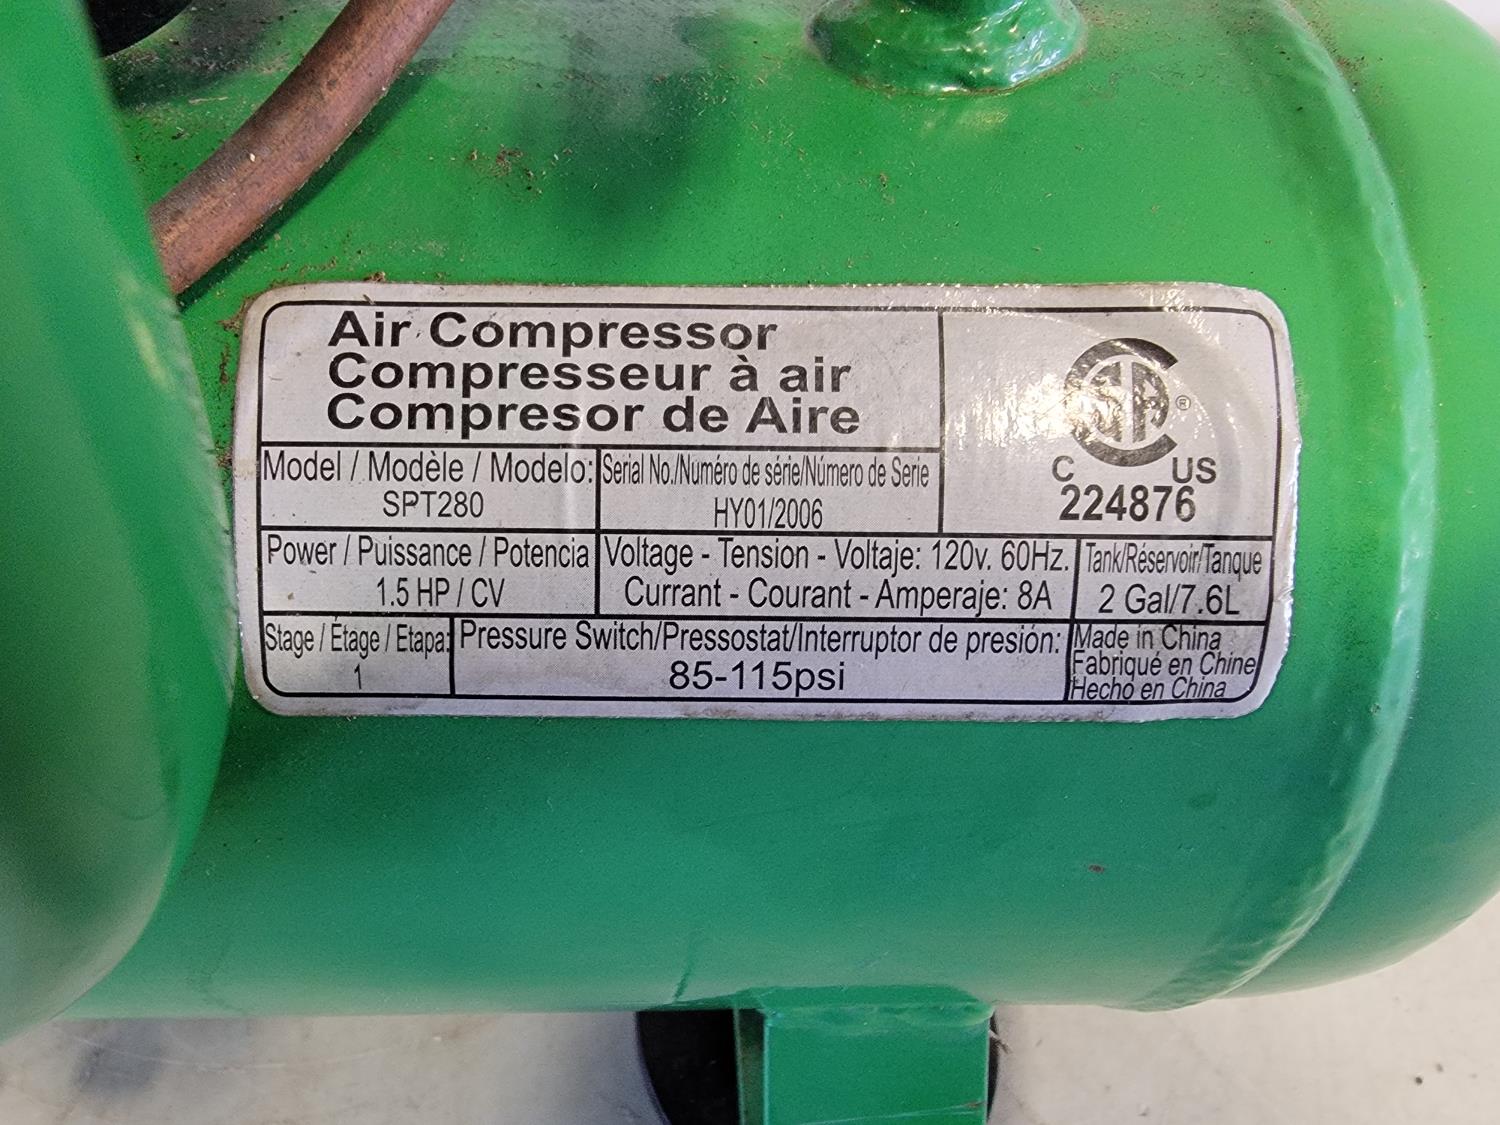 Air Compressor
Compresseur à air
Compresor de Aire
CSA®
C US
224876
Model / Modèle / Modelo:
SPT280
Serial No./Numéro de série/Número de Serie
HY01/2006
Power / Puissance / Potencia
1.5 HP / CV
Voltage - Tension - Voltaje: 120v. 60Hz.
Currant - Courant - Amperaje: 8A
Tank/Réservoir/Tanque
2 Gal/7.6L
Stage / Étage / Etapa:
1
Pressure Switch/Pressostat/Interruptor de presión:
85-115psi
Made in China
Fabriqué en Chine
Hecho en China